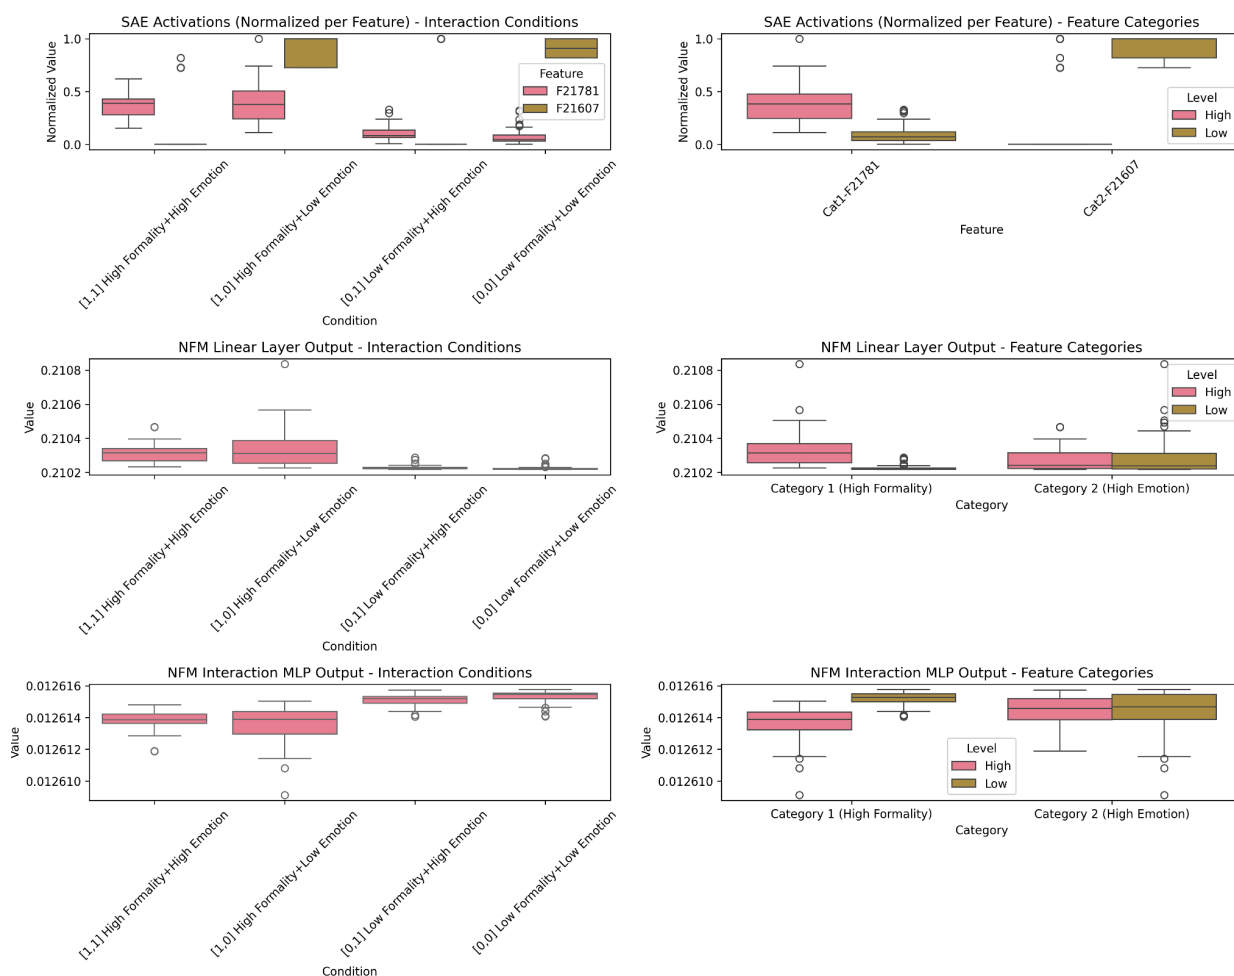 SAE Activations (Normalized per Feature) - Interaction Conditions
Normalized Value
1.0
0.5
0.0
Feature
F21781
F21607
[1,1] High Formality+High Emotion
[1,0] High Formality+Low Emotion
[0,1] Low Formality+High Emotion
[0,0] Low Formality+Low Emotion
Condition
SAE Activations (Normalized per Feature) - Feature Categories
Normalized Value
1.0
0.5
0.0
Level
High
Low
Cat1-F21781
Cat2-F21607
Feature
NFM Linear Layer Output - Interaction Conditions
Value
0.2108
0.2106
0.2104
0.2102
[1,1] High Formality+High Emotion
[1,0] High Formality+Low Emotion
[0,1] Low Formality+High Emotion
[0,0] Low Formality+Low Emotion
Condition
NFM Linear Layer Output - Feature Categories
Value
0.2108
0.2106
0.2104
0.2102
Level
High
Low
Category 1 (High Formality)
Category 2 (High Emotion)
Category
NFM Interaction MLP Output - Interaction Conditions
Value
0.012616
0.012614
0.012612
0.012610
[1,1] High Formality+High Emotion
[1,0] High Formality+Low Emotion
[0,1] Low Formality+High Emotion
[0,0] Low Formality+Low Emotion
Condition
NFM Interaction MLP Output - Feature Categories
Value
0.012616
0.012614
0.012612
0.012610
Level
High
Low
Category 1 (High Formality)
Category 2 (High Emotion)
Category